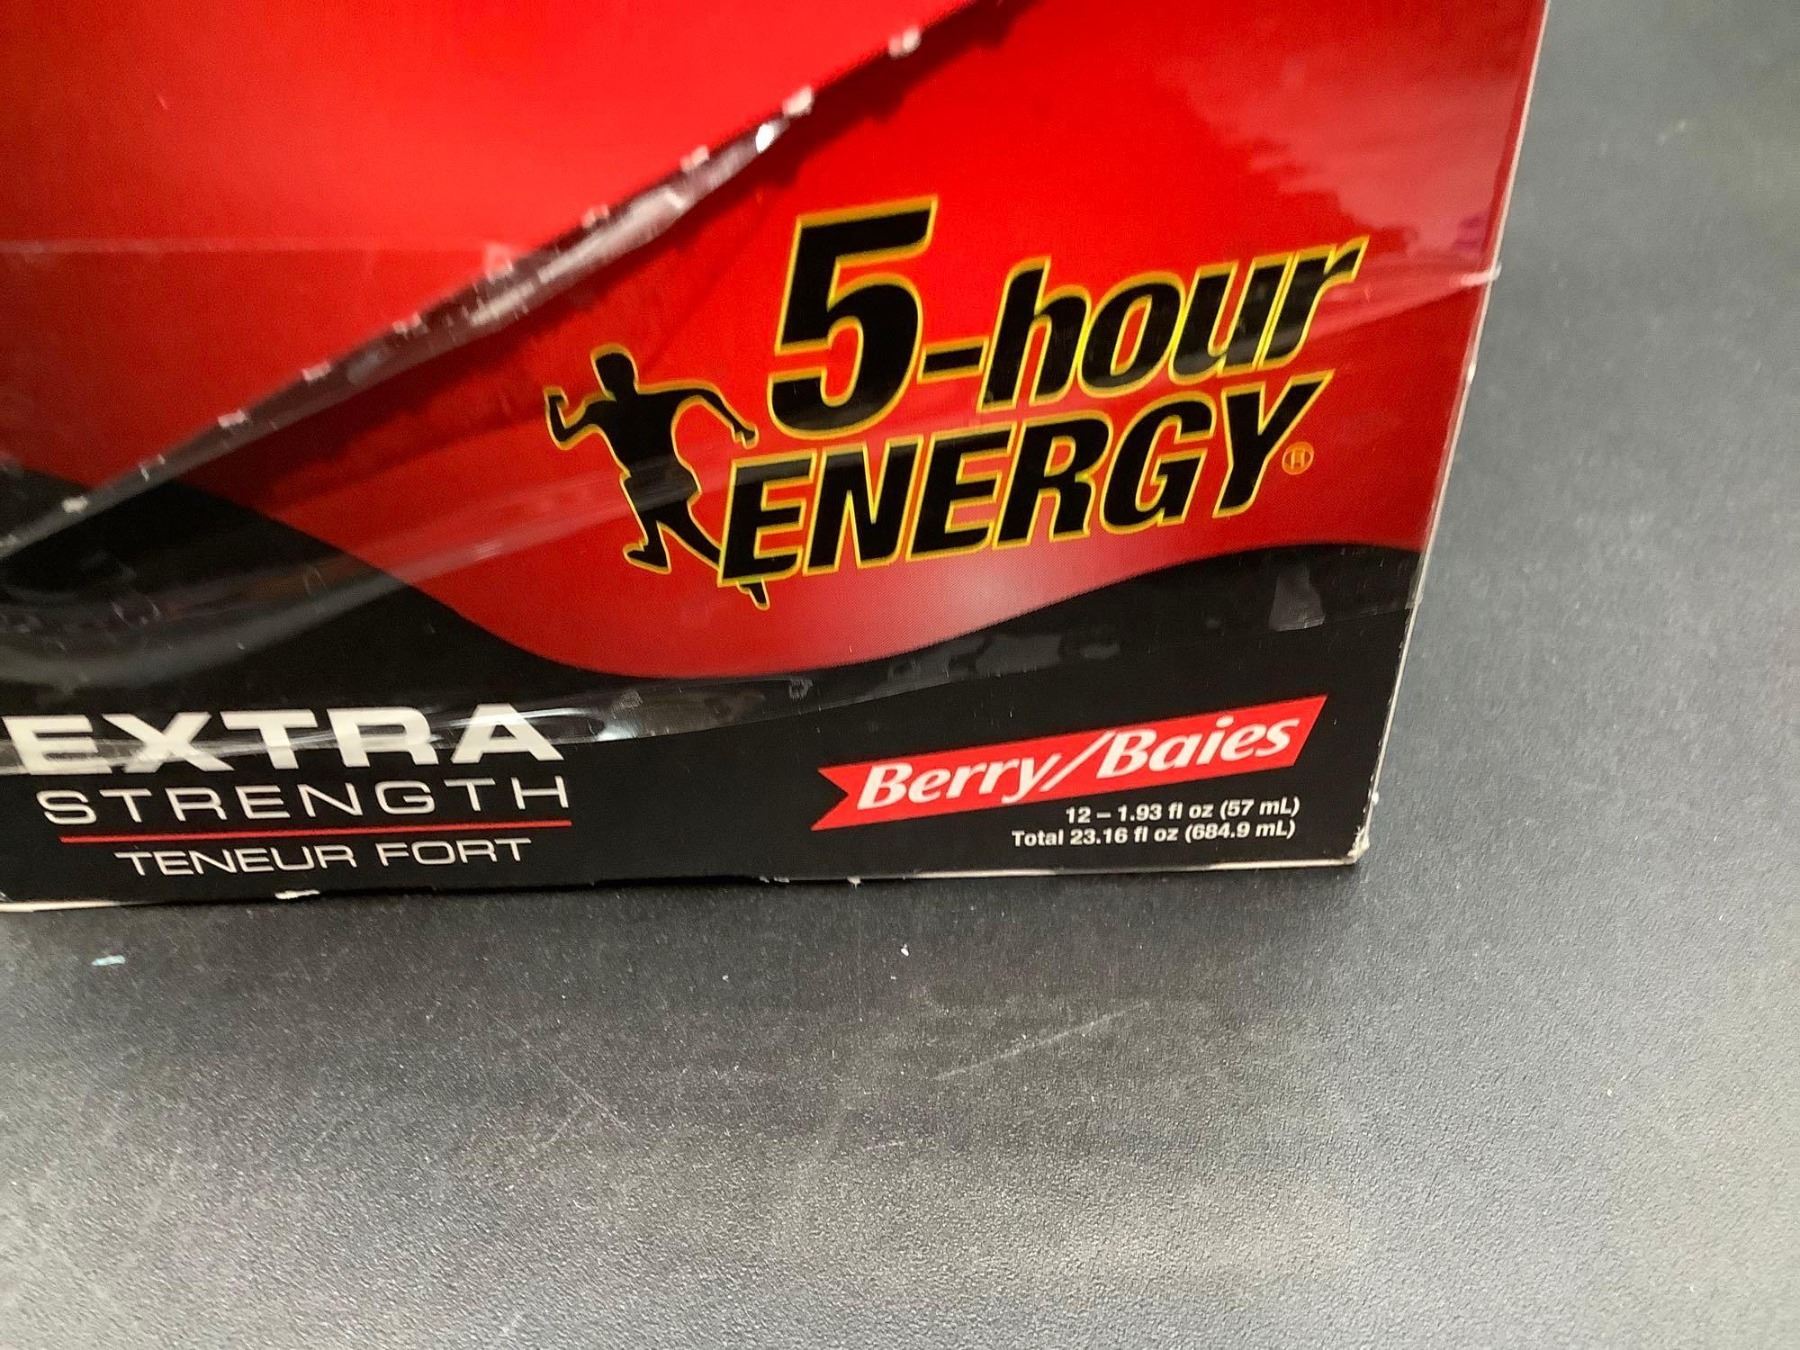 5-hour
ENERGY®
EXTRA
STRENGTH
TENEUR FORT
Berry/Baies
12 – 1.93 fl oz (57 mL)
Total 23.16 fl oz (684.9 mL)